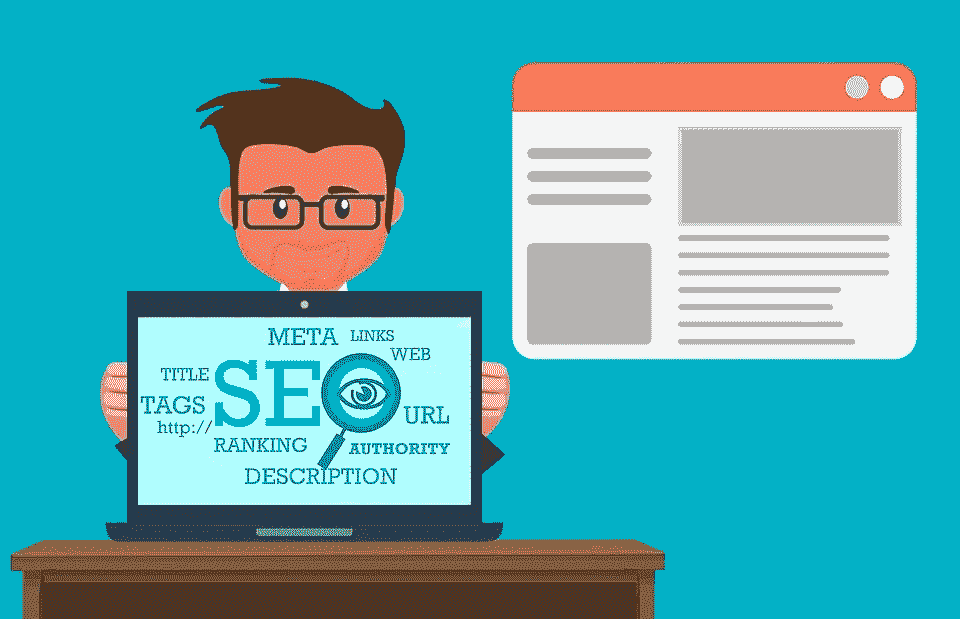 META LINKS
WEB
TITLE
SEO
TAGS
URL
http://
RANKING
AUTHORITY
DESCRIPTION